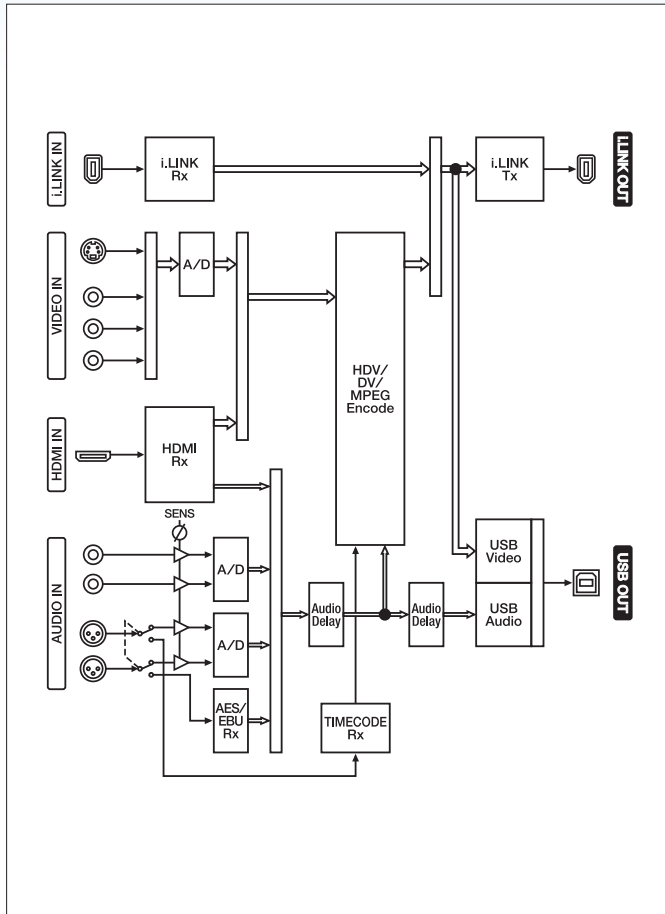 i.LINK IN
i.LINK
Rx
i.LINK
Tx
i.LINK OUT
VIDEO IN
A/D
HDV/
DV/
MPEG
Encode
HDMI IN
HDMI
Rx
SENS
AUDIO IN
A/D
A/D
AES/
EBU
Rx
Audio
Delay
Audio
Delay
TIMECODE
Rx
USB
Video
USB
Audio
USB OUT